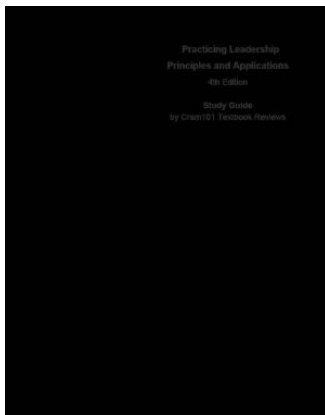 Practicing Leadership
Principles and Applications
4th Edition
Study Guide
by Cram101 Textbook Reviews